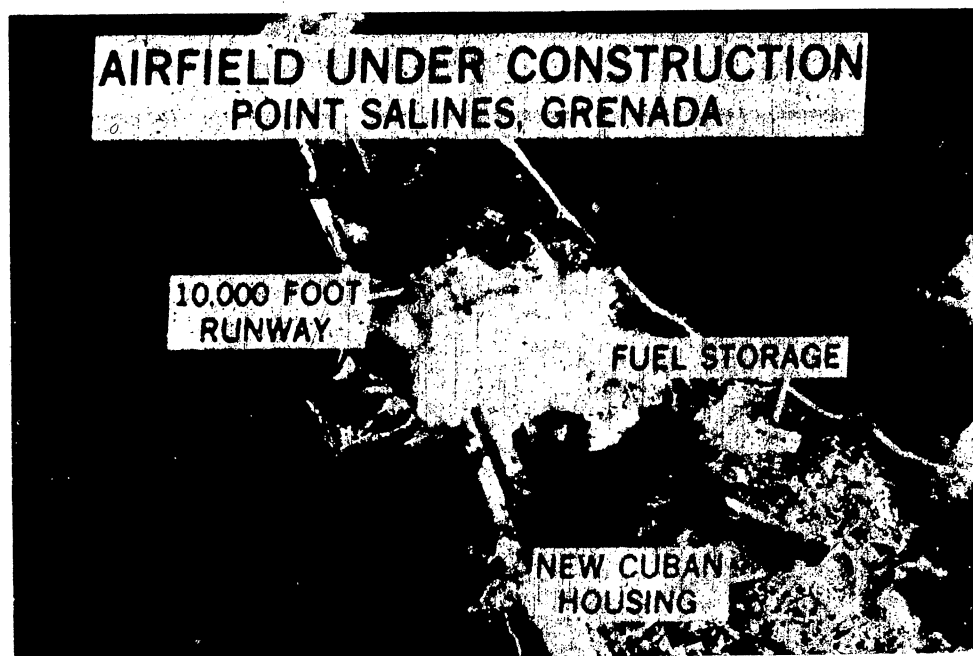 AIRFIELD UNDER CONSTRUCTION
POINT SALINES, GRENADA
10,000 FOOT
RUNWAY
FUEL STORAGE
NEW CUBAN
HOUSING